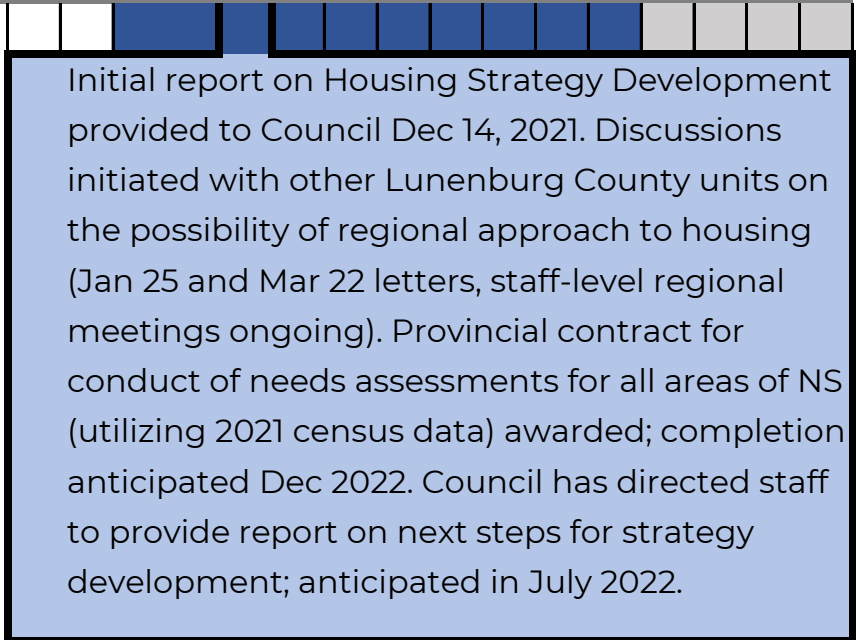 Initial report on Housing Strategy Development
provided to Council Dec 14, 2021. Discussions
initiated with other Lunenburg County units on
the possibility of regional approach to housing
(Jan 25 and Mar 22 letters, staff-level regional
meetings ongoing). Provincial contract for
conduct of needs assessments for all areas of NS
(utilizing 2021 census data) awarded; completion
anticipated Dec 2022. Council has directed staff
to provide report on next steps for strategy
development; anticipated in July 2022.